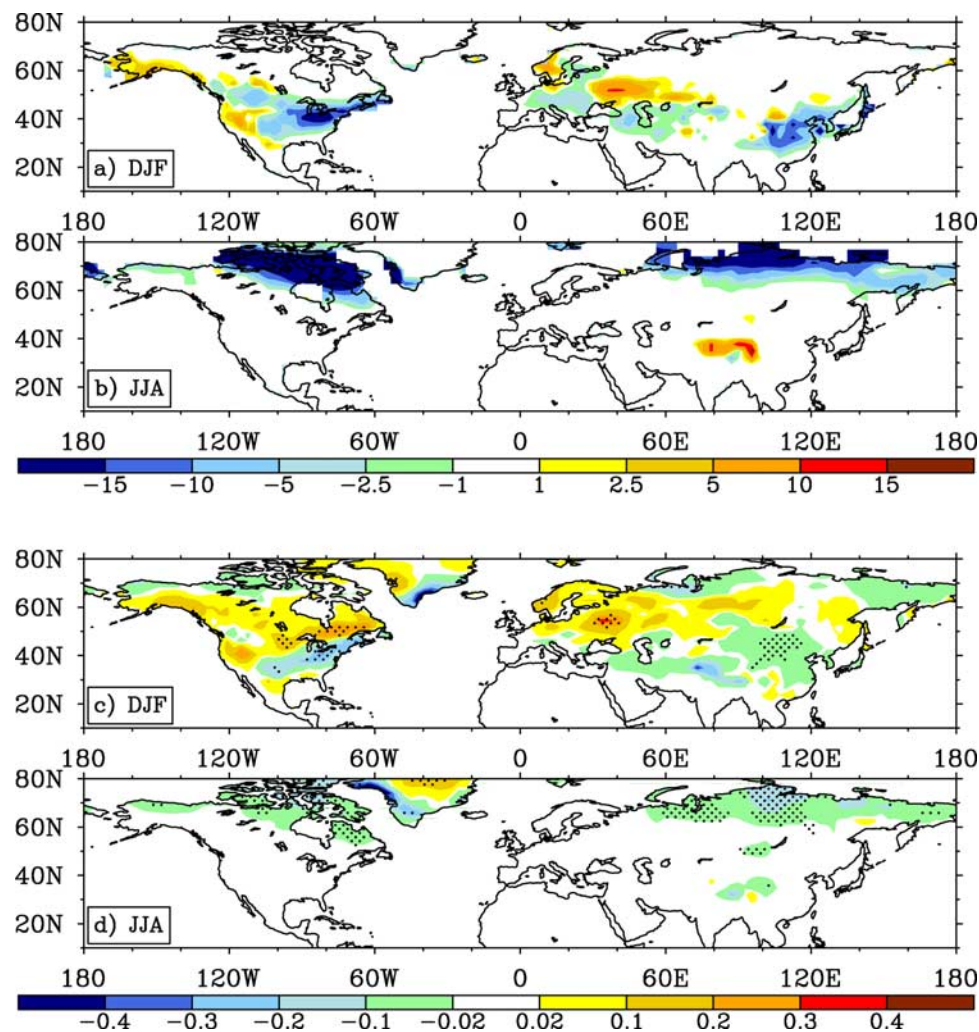 80N
60N
40N
20N
a) DJF
180 120W 60W 0 60E 120E 180
80N
60N
40N
20N
b) JJA
180 120W 60W 0 60E 120E 180
−15 −10 −5 −2.5 −1 1 2.5 5 10 15
80N
60N
40N
20N
c) DJF
180 120W 60W 0 60E 120E 180
80N
60N
40N
20N
d) JJA
180 120W 60W 0 60E 120E 180
−0.4 −0.3 −0.2 −0.1 −0.02 0.02 0.1 0.2 0.3 0.4